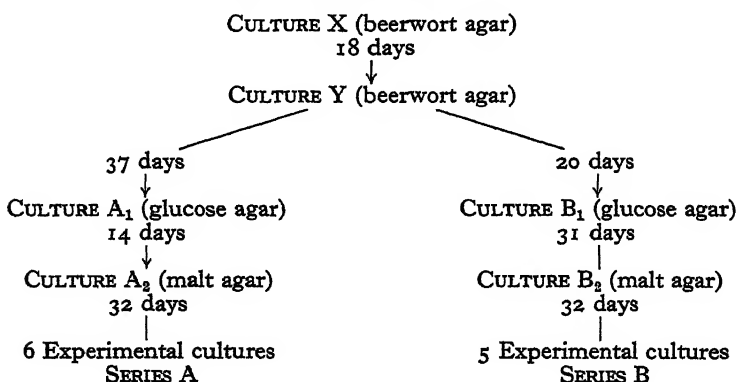 CULTURE X (beerwort agar)
18 days
CULTURE Y (beerwort agar)
37 days 20 days
CULTURE A₁ (glucose agar) CULTURE B₁ (glucose agar)
14 days 31 days
CULTURE A₂ (malt agar) CULTURE B₂ (malt agar)
32 days 32 days
6 Experimental cultures 5 Experimental cultures
SERIES A SERIES B